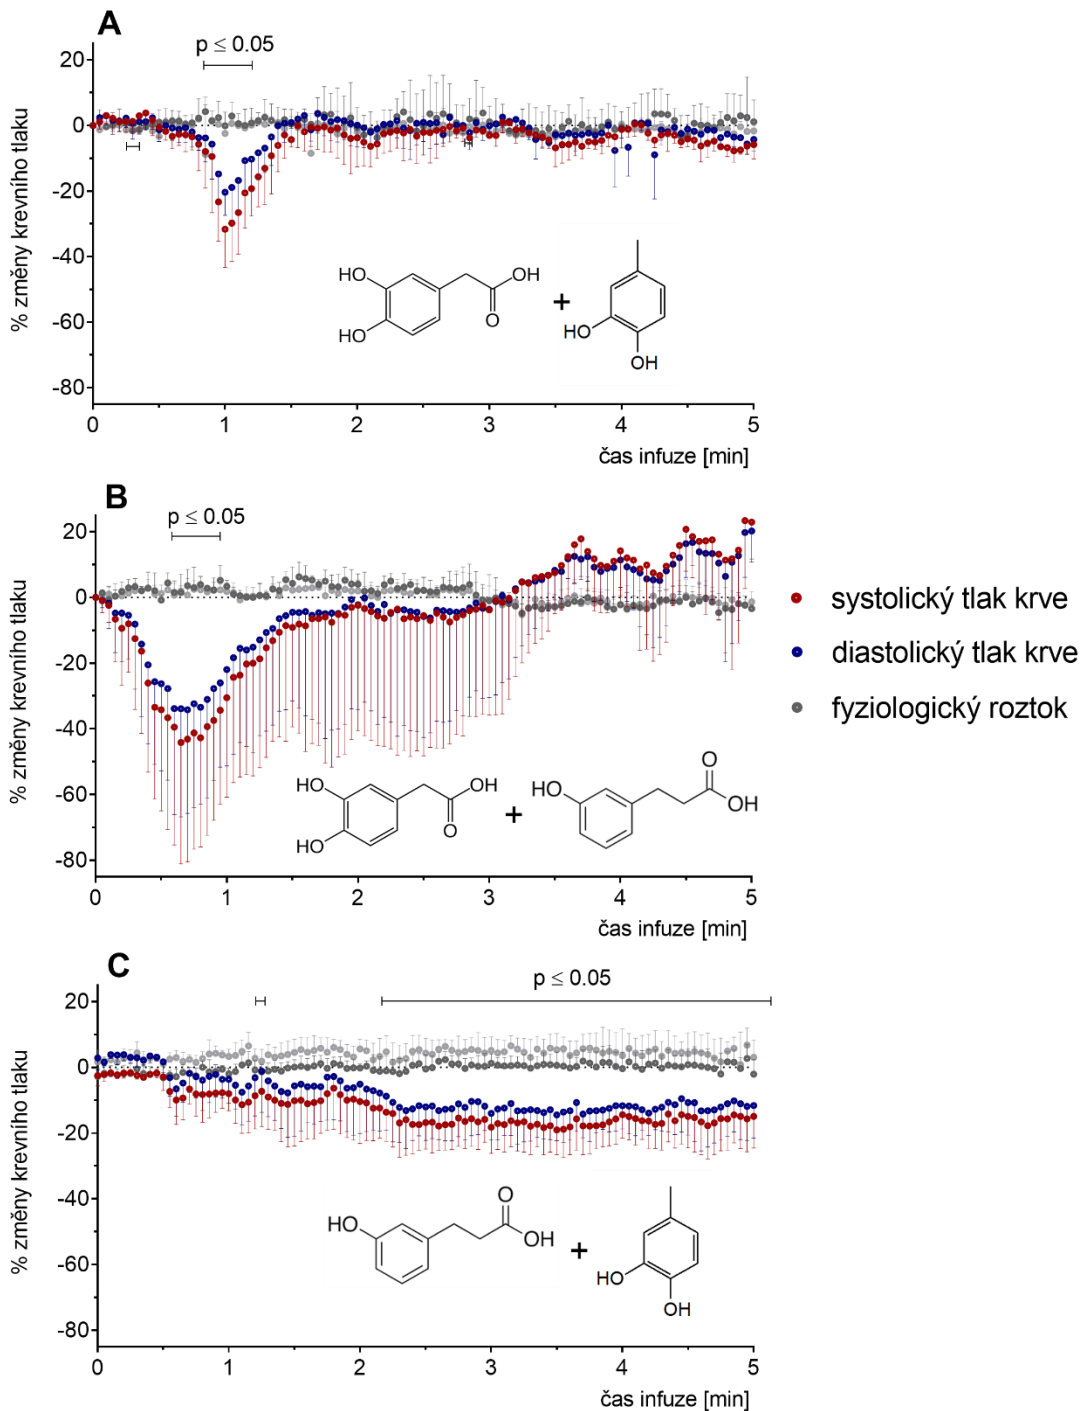 A
p ≤ 0.05
% změny krevního tlaku
20
0
-20
-40
-60
-80
HO
HO
OH
O
+
HO
OH
0
1
2
3
4
5
čas infuze [min]
B
p ≤ 0.05
% změny krevního tlaku
20
0
-20
-40
-60
-80
HO
HO
OH
O
+
HO
O
OH
0
1
2
3
4
5
čas infuze [min]
systolický tlak krve
diastolický tlak krve
fyziologický roztok
C
p ≤ 0.05
% změny krevního tlaku
20
0
-20
-40
-60
-80
HO
O
OH
+
HO
OH
0
1
2
3
4
5
čas infuze [min]